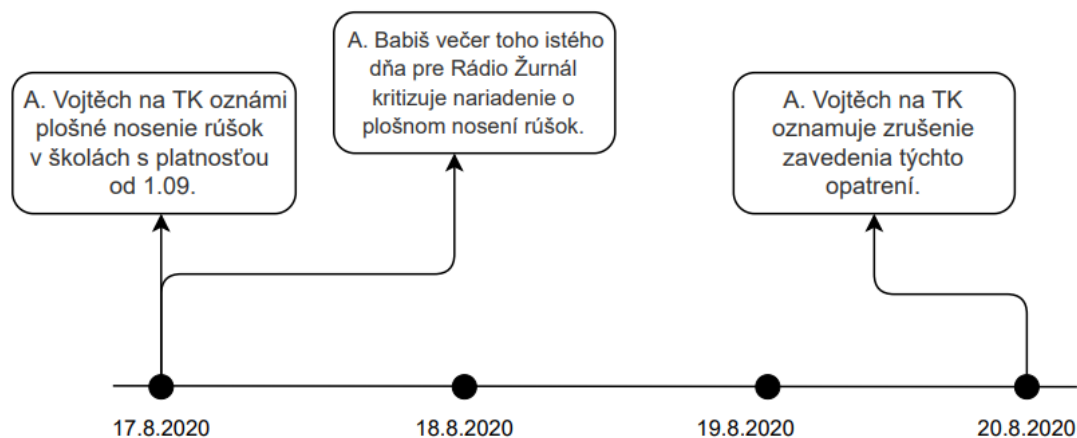 A. Vojtěch na TK oznámi
plošné nosenie rúšok
v školách s platnosťou
od 1.09.
A. Babiš večer toho istého
dňa pre Rádio Žurnál
kritizuje nariadenie o
plošnom nosení rúšok.
A. Vojtěch na TK
oznamuje zrušenie
zavedenia týchto
opatrení.
17.8.2020
18.8.2020
19.8.2020
20.8.2020